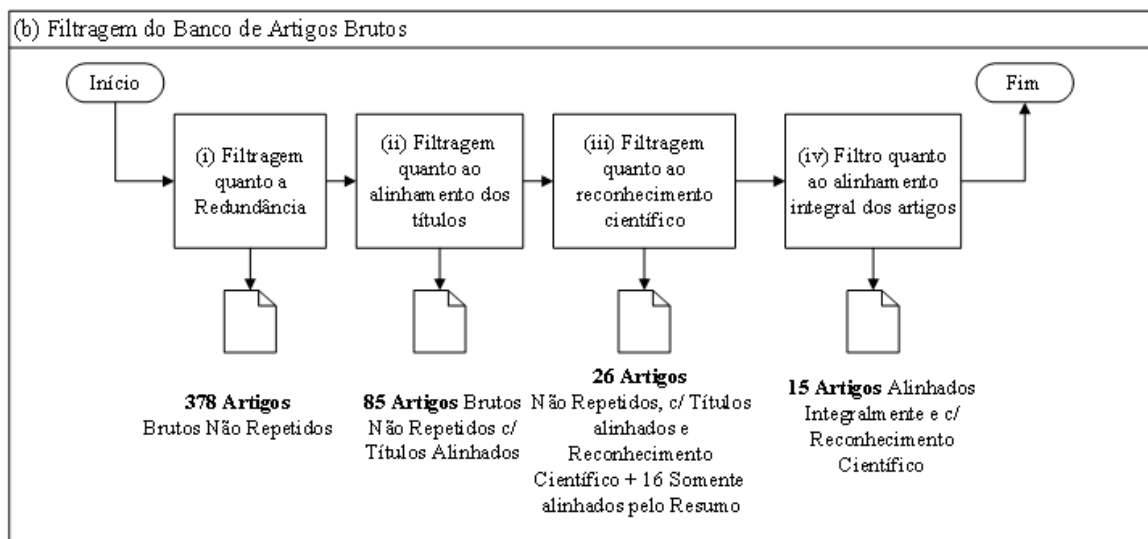 (b) Filtragem do Banco de Artigos Brutos
Início
Fim
(i) Filtragem
quanto a
Redundância
(ii) Filtragem
quanto ao
alinhamento dos
títulos
(iii) Filtragem
quanto ao
reconhecimento
científico
(iv) Filtro quanto
ao alinhamento
integral dos artigos
378 Artigos
Brutos Não Repetidos
85 Artigos Brutos
Não Repetidos c/
Títulos Alinhados
26 Artigos
Não Repetidos, c/ Títulos
alinhados e
Reconhecimento
Científico + 16 Somente
alinhados pelo Resumo
15 Artigos Alinhados
Integralmente e c/
Reconhecimento
Científico